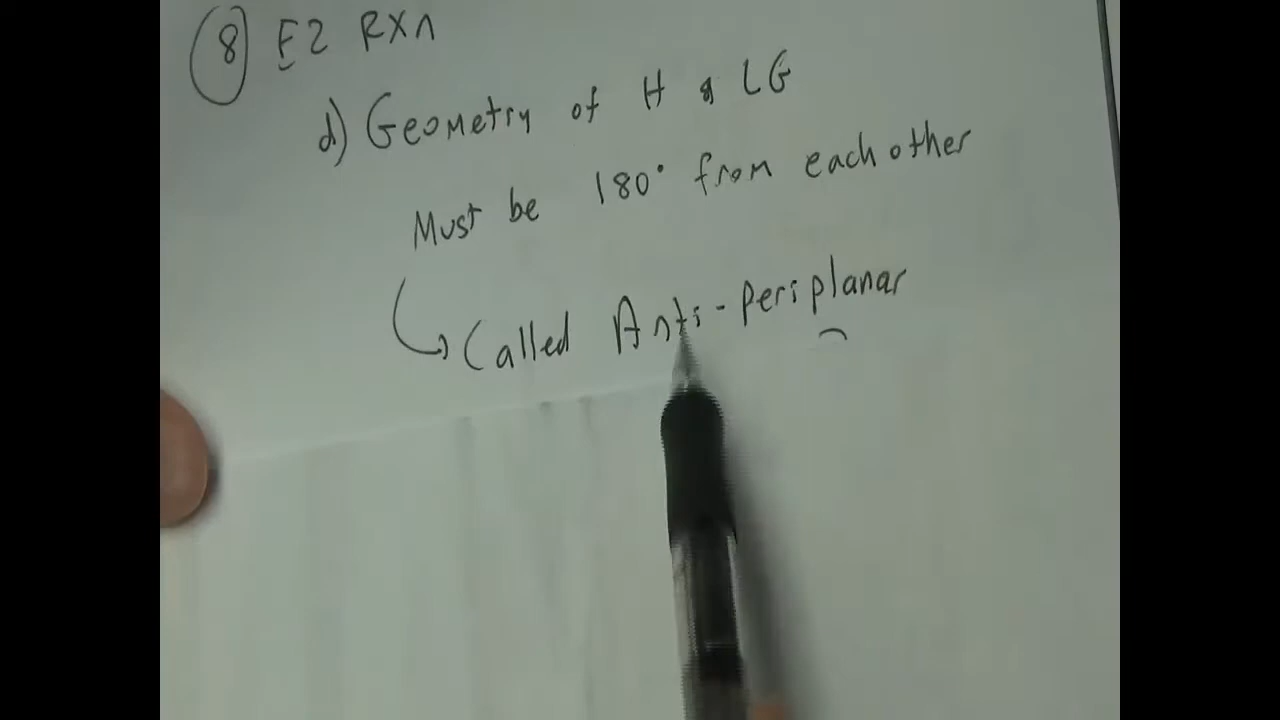 8 E2 RXN
d) Geometry of H & LG
Must be 180° from each other
Called Anti-periplanar